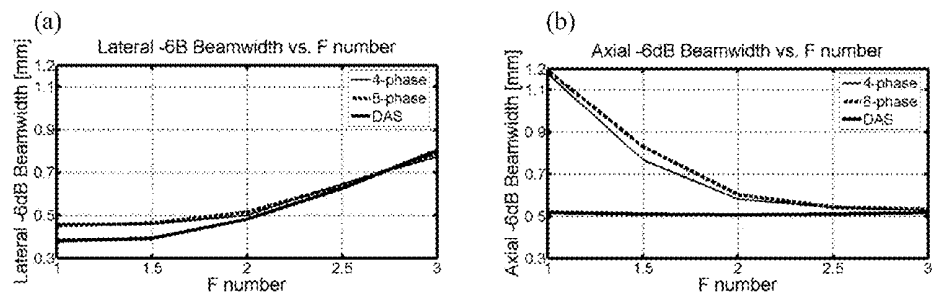 (a)
Lateral -6B Beamwidth vs. F number
Lateral -6dB Beamwidth [mm]
1.2
1.1
0.9
0.7
0.5
0.3
4-phase
8-phase
DAS
1
1.5
2
2.5
3
F number
(b)
Axial -6dB Beamwidth vs. F number
Axial -6dB Beamwidth [mm]
1.2
1.1
0.9
0.7
0.5
0.3
4-phase
8-phase
DAS
1
1.5
2
2.5
3
F number